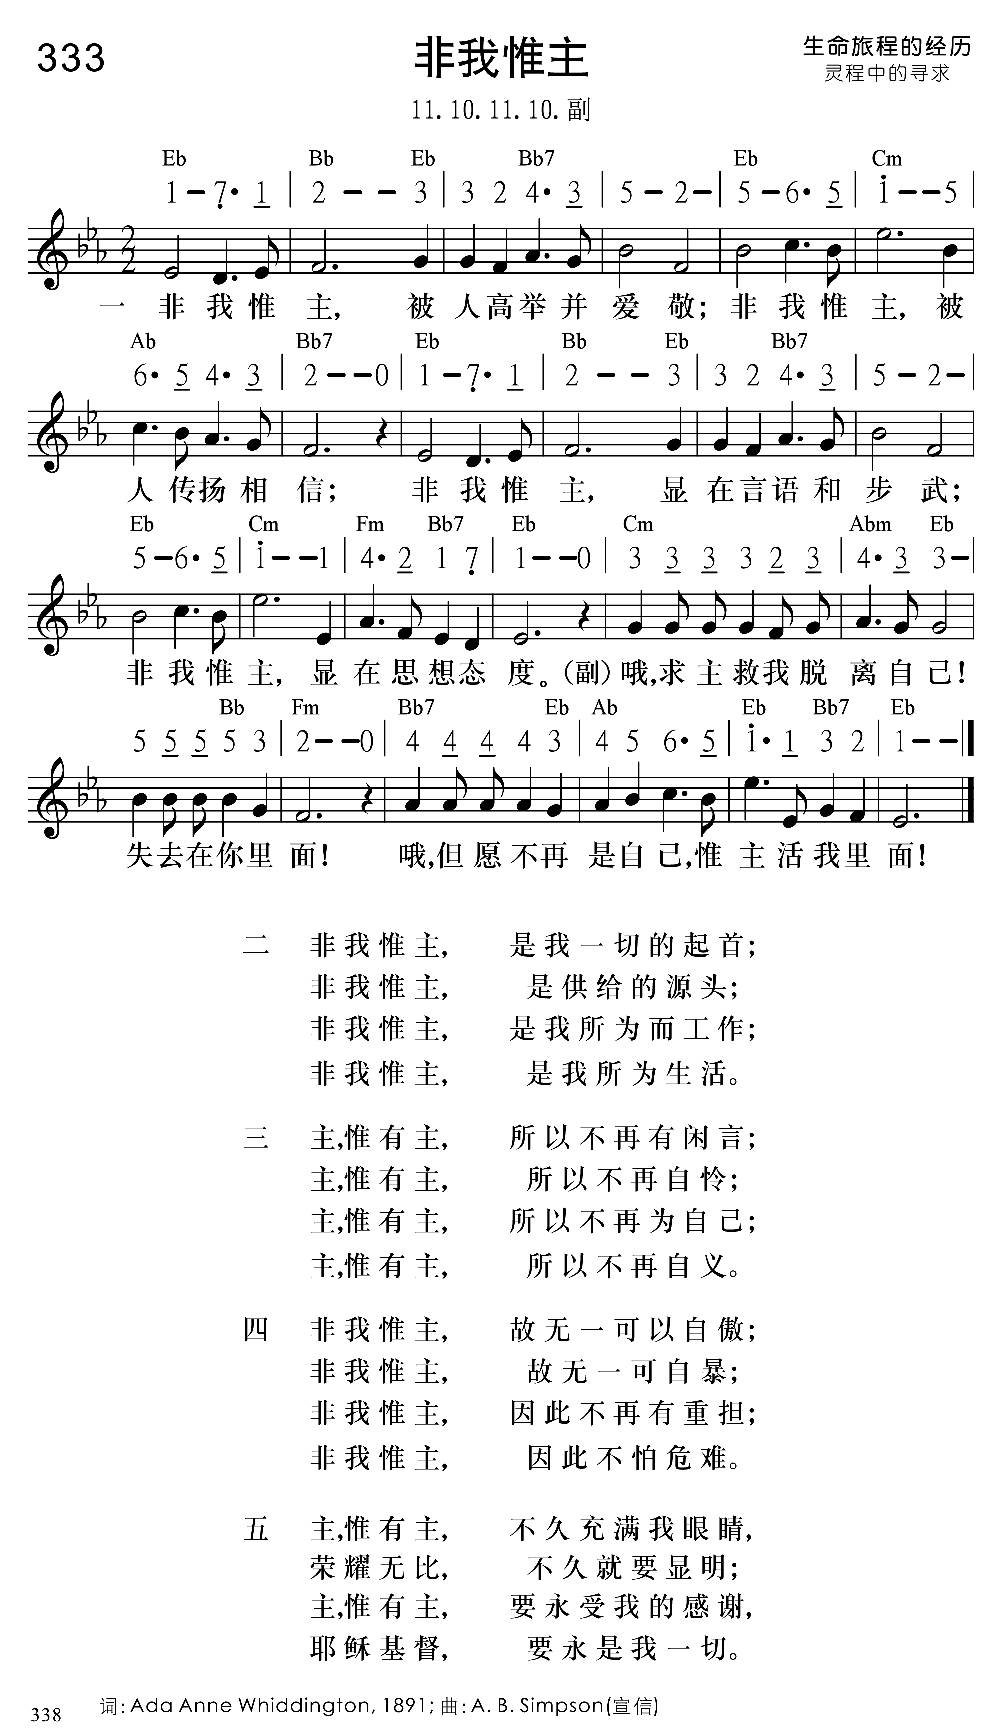 333
非我惟主
生命旅程的经历
灵程中的寻求
11. 10. 11. 10. 副
Eb Bb Eb Bb7 Eb Cm
1 – 7• 1 | 2 – – 3 | 3 2 4• 3 | 5 – 2 – | 5 – 6• 5 | 1 – – 5 |
2 2
一 非我惟主, 被人高举并爱敬; 非我惟主, 被
Ab Bb7 Eb Bb Eb Bb7
6• 5 4• 3 | 2 – – 0 | 1 – 7• 1 | 2 – – 3 | 3 2 4• 3 | 5 – 2 – |
人传扬相信; 非我惟主, 显在言语和步武;
Eb Cm Fm Bb7 Eb Cm Abm Eb
5 – 6• 5 | 1 – – 1 | 4• 2 1 7 | 1 – – 0 | 3 3 3 3 2 3 | 4• 3 3 – |
非我惟主, 显在思想态度。(副)哦,求主救我脱离自己!
Bb Fm Bb7 Eb Ab Eb Bb7 Eb
5 5 5 5 3 | 2 – – 0 | 4 4 4 4 3 | 4 5 6• 5 | 1• 1 3 2 | 1 – – |
失去在你里面! 哦,但愿不再是自己,惟主活我里面!
二 非我惟主, 是我一切的起首;
非我惟主, 是供给的源头;
非我惟主, 是我所为而工作;
非我惟主, 是我所为生活。
三 主,惟有主, 所以不再有闲言;
主,惟有主, 所以不再自怜;
主,惟有主, 所以不再为自己;
主,惟有主, 所以不再自义。
四 非我惟主, 故无一可以自傲;
非我惟主, 故无一可自暴;
非我惟主, 因此不再有重担;
非我惟主, 因此不怕危难。
五 主,惟有主, 不久充满我眼睛,
荣耀无比, 不久就要显明;
主,惟有主, 要永受我的感谢,
耶稣基督, 要永是我一切。
338 词: Ada Anne Whiddington, 1891; 曲: A. B. Simpson(宣信)